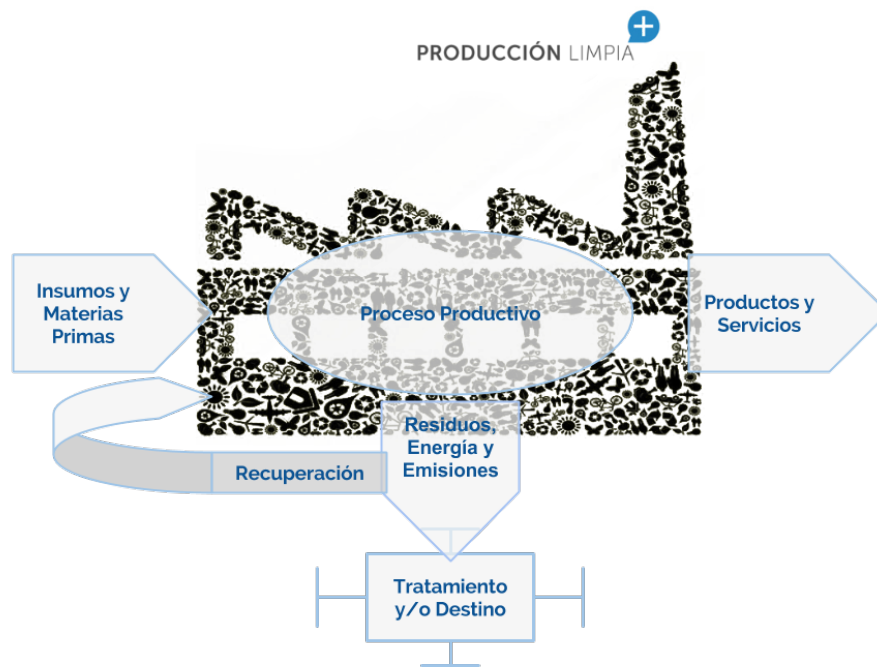 PRODUCCIÓN LIMPIA
Insumos y
Materias
Primas
Proceso Productivo
Productos y
Servicios
Residuos,
Energía y
Emisiones
Recuperación
Tratamiento
y/o Destino